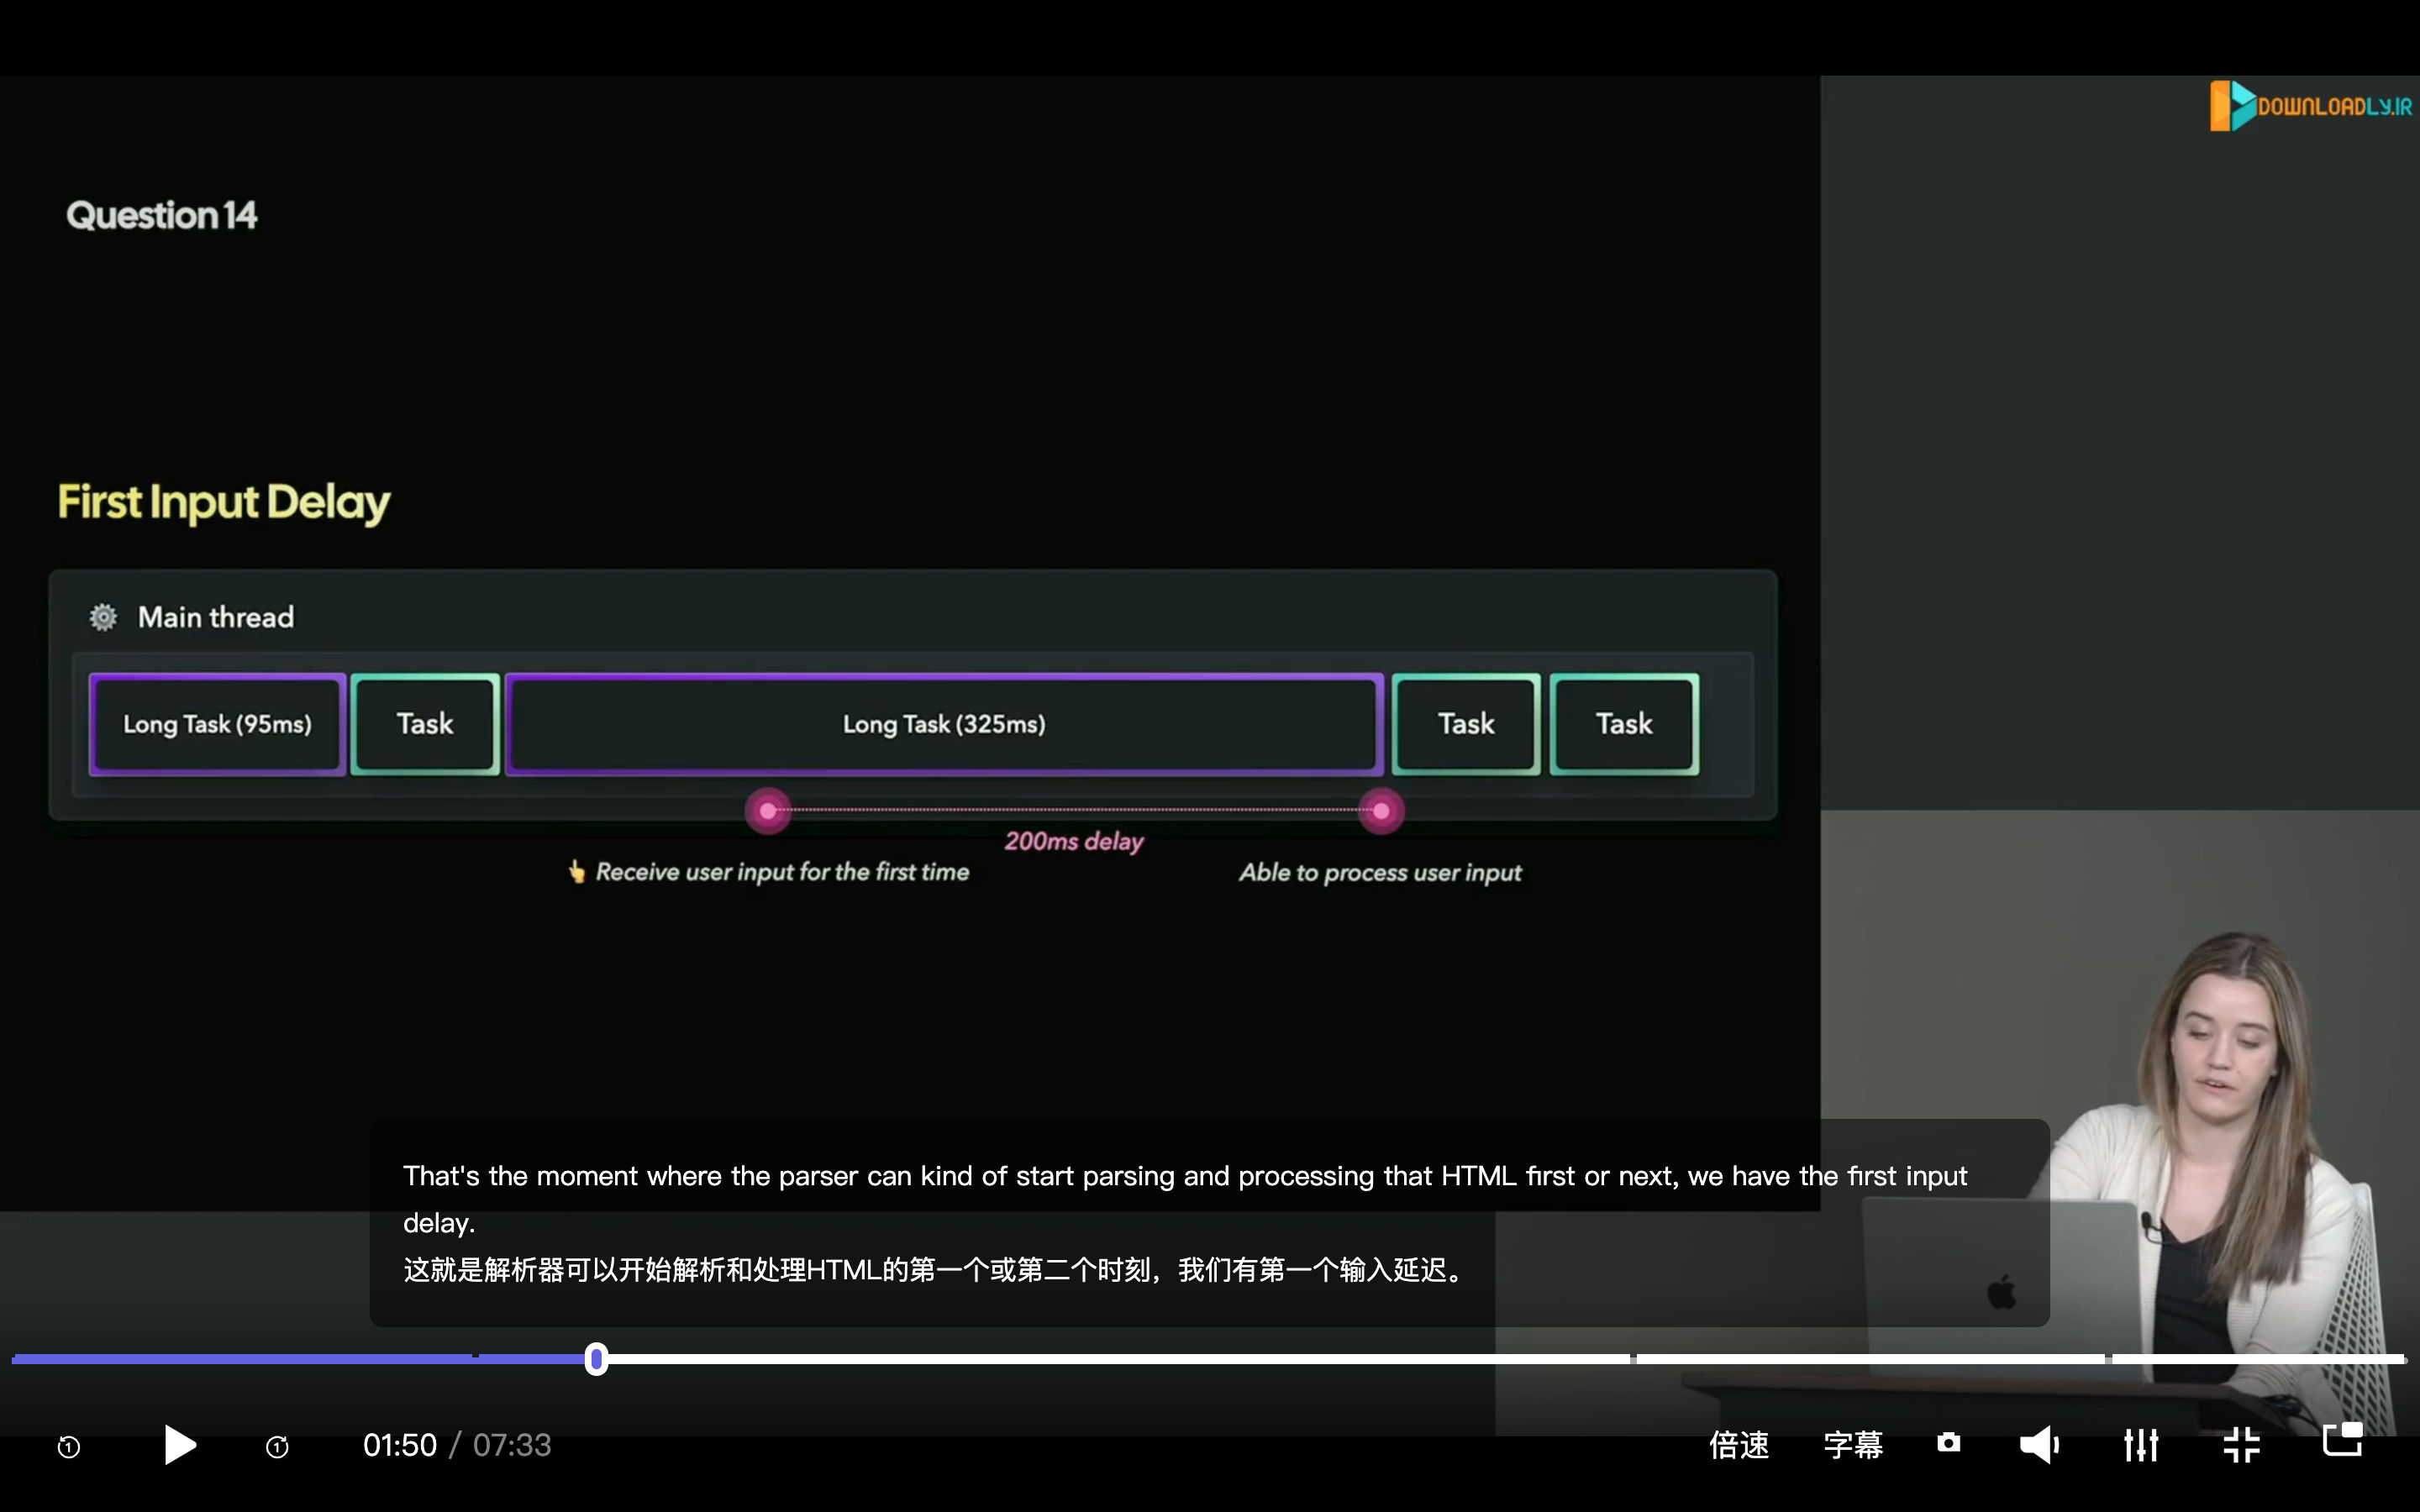 DOWNLOADLY.IR
Question 14
First Input Delay
Main thread
Long Task (95ms)
Task
Long Task (325ms)
Task
Task
200ms delay
👆 Receive user input for the first time
Able to process user input
That's the moment where the parser can kind of start parsing and processing that HTML first or next, we have the first input
delay.
这就是解析器可以开始解析和处理HTML的第一个或第二个时刻，我们有第一个输入延迟。
1
1
01:50 / 07:33
倍速
字幕